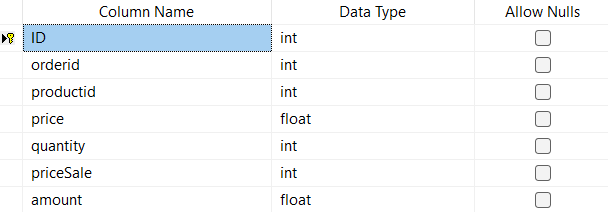 Column Name Data Type Allow Nulls
ID int
orderid int
productid int
price float
quantity int
priceSale int
amount float